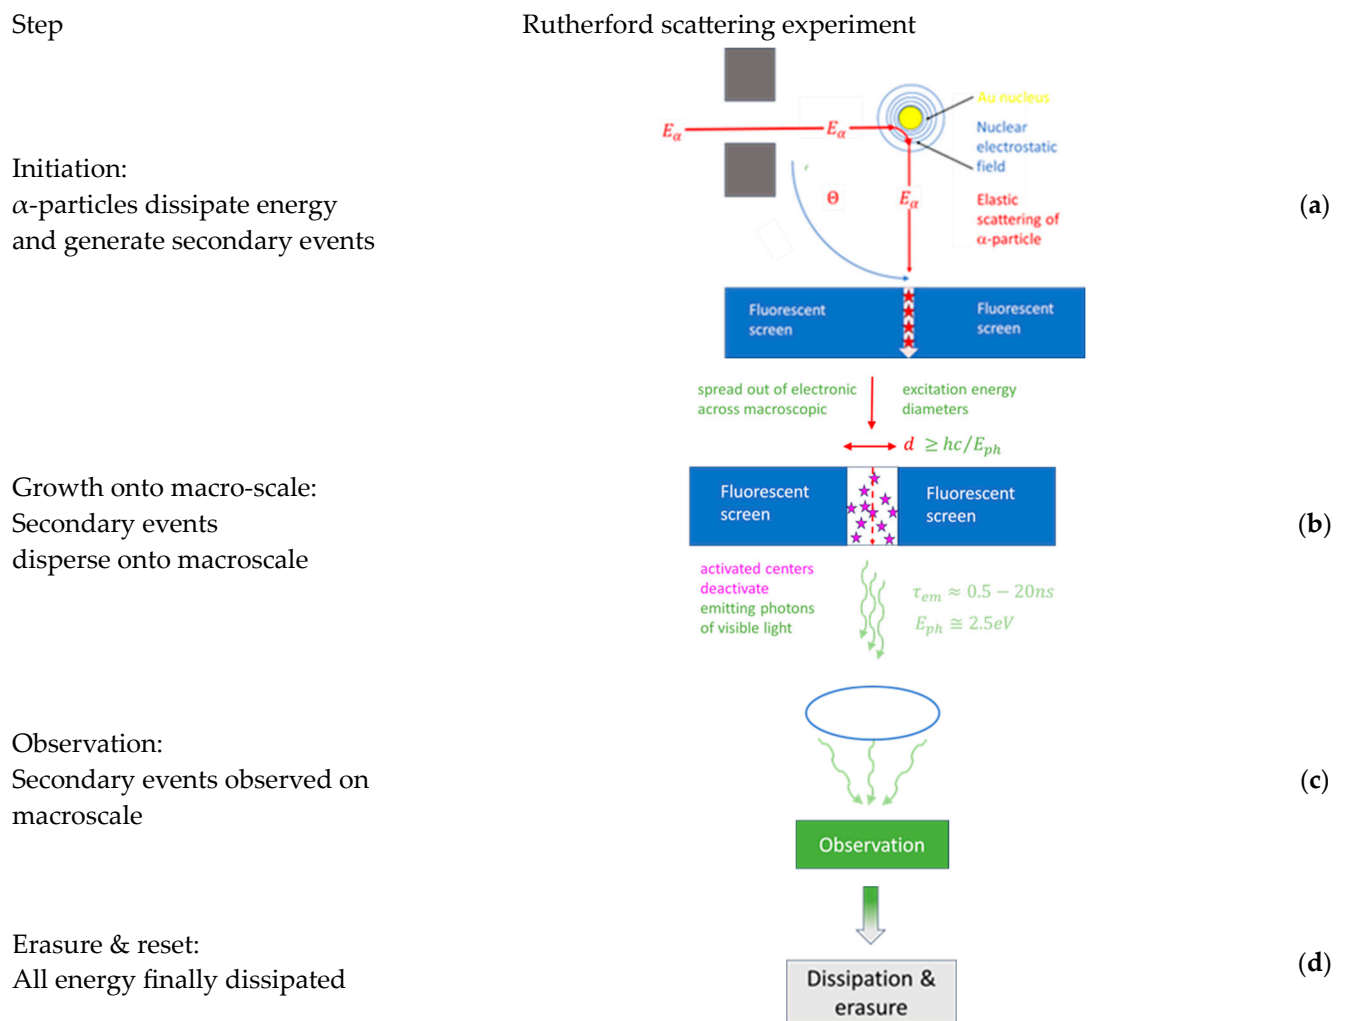 Step
Rutherford scattering experiment
Initiation:
α-particles dissipate energy
and generate secondary events
Eα
Eα
Au nucleus
Nuclear
electrostatic
field
Θ
Eα
Elastic
scattering of
α-particle
(a)
Fluorescent
screen
Fluorescent
screen
spread out of electronic
across macroscopic
excitation energy
diameters
d ≥ hc/Eph
Growth onto macro-scale:
Secondary events
disperse onto macroscale
Fluorescent
screen
Fluorescent
screen
(b)
activated centers
deactivate
emitting photons
of visible light
τem ≈ 0.5 − 20ns
Eph ≅ 2.5eV
Observation:
Secondary events observed on
macroscale
(c)
Observation
Erasure & reset:
All energy finally dissipated
Dissipation &
erasure
(d)